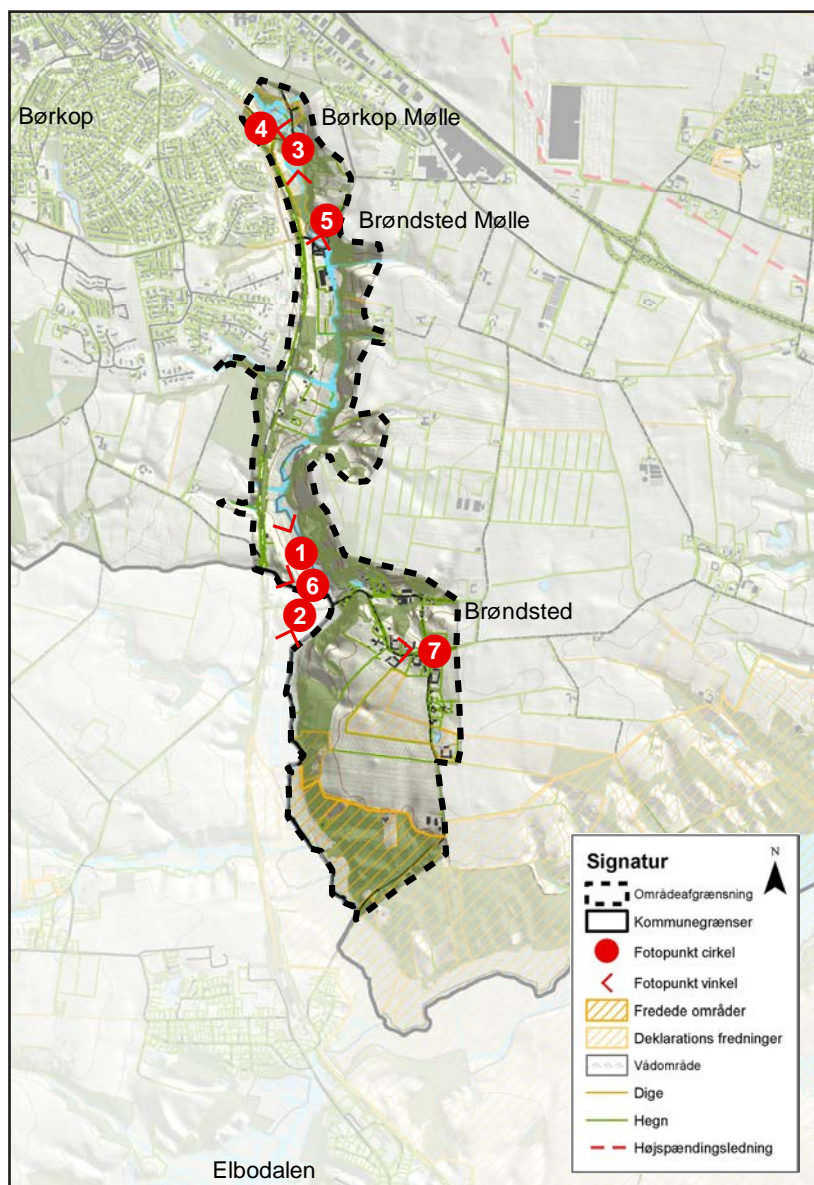 Børkop
Børkop Mølle
4
3
5
Brøndsted Mølle
1
6
2
Brøndsted
7
Elbodalen
Signatur
N
Områdeafgrænsning
Kommunegrænser
Fotopunkt cirkel
Fotopunkt vinkel
Fredede områder
Deklarations fredninger
Vådområde
Dige
Hegn
Højspændingsledning